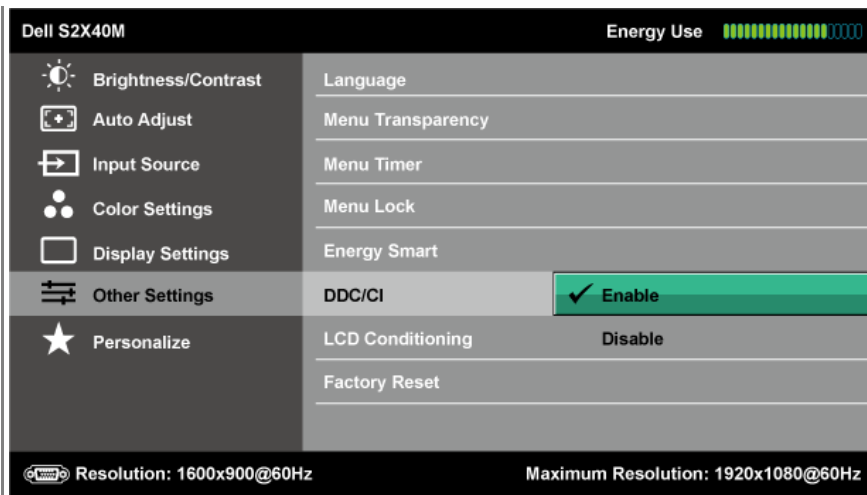 Dell S2X40M Energy Use
Brightness/Contrast Language
Auto Adjust Menu Transparency
Input Source Menu Timer
Color Settings Menu Lock
Display Settings Energy Smart
Other Settings DDC/CI Enable
Personalize LCD Conditioning Disable
Factory Reset
Resolution: 1600x900@60Hz Maximum Resolution: 1920x1080@60Hz